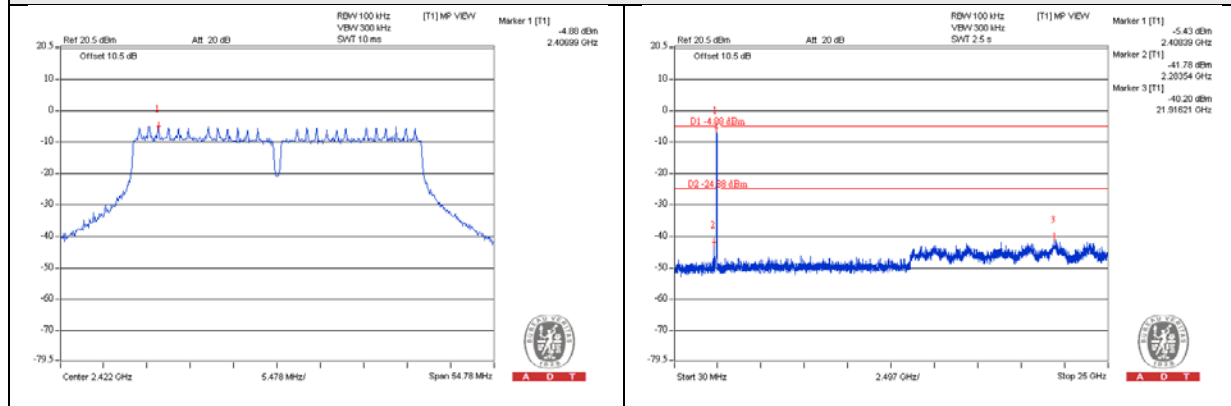 RBW 100 kHz
VBW 300 kHz
SWT 10 ms
[T1] MP VIEW
Ref 20.5 dBm
Att 20 dB
Marker 1 [T1]
-4.88 dBm
2.40699 GHz
20.5
Offset 10.5 dB
10
0
-10
-20
-30
-40
-50
-60
-70
-79.5
1
Center 2.422 GHz
5.478 MHz/
Span 54.78 MHz
BUREAU VERITAS
1828
A D T
RBW 100 kHz
VBW 300 kHz
SWT 2.5 s
[T1] MP VIEW
Ref 20.5 dBm
Att 20 dB
Marker 1 [T1]
-5.43 dBm
2.40839 GHz
Marker 2 [T1]
-41.78 dBm
2.28354 GHz
Marker 3 [T1]
-40.20 dBm
21.91621 GHz
20.5
Offset 10.5 dB
10
0
-10
-20
-30
-40
-50
-60
-70
-79.5
1
D1 -4.88 dBm
D2 -24.88 dBm
2
3
Start 30 MHz
2.497 GHz/
Stop 25 GHz
BUREAU VERITAS
1828
A D T